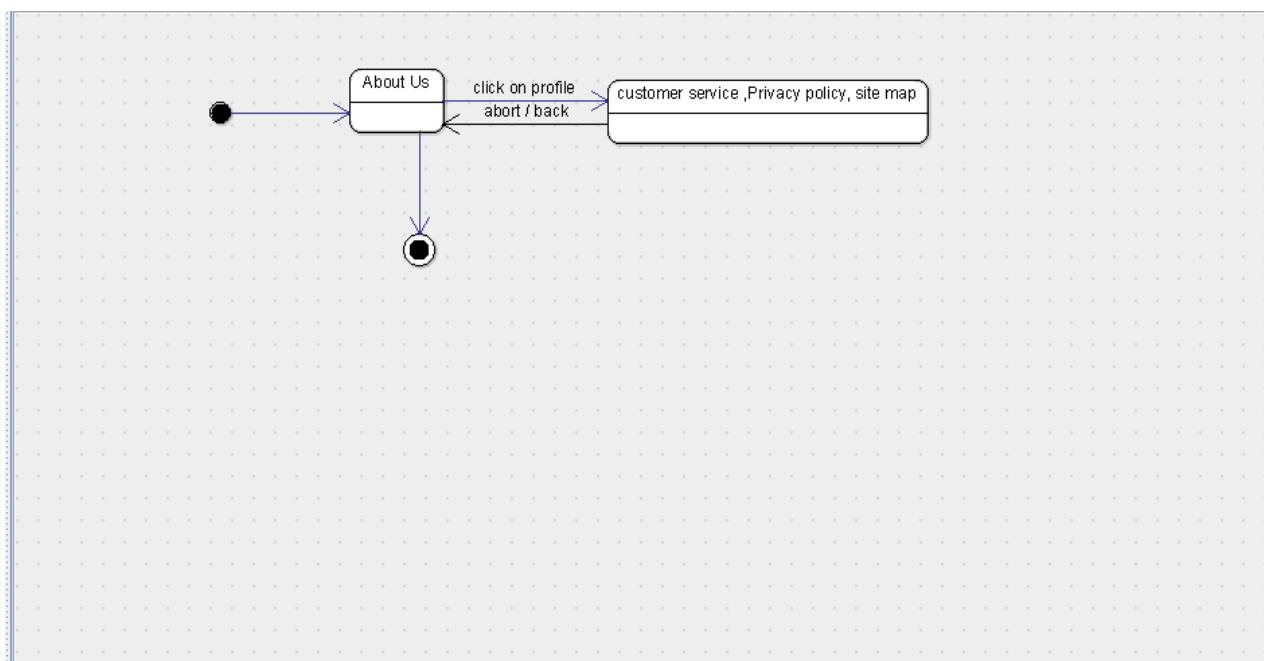 About Us
click on profile
customer service ,Privacy policy, site map
abort / back